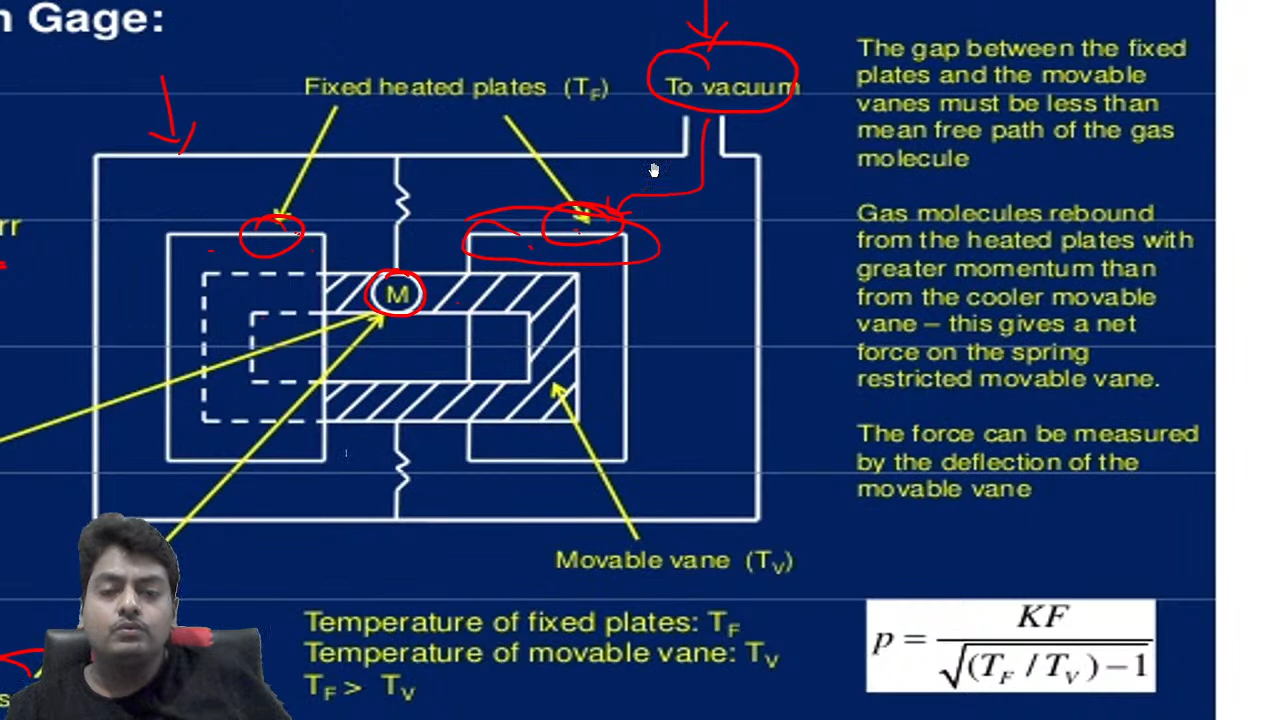 n Gage:
Fixed heated plates (T_F)
To vacuum
The gap between the fixed
plates and the movable
vanes must be less than
mean free path of the gas
molecule
rr
M
Gas molecules rebound
from the heated plates with
greater momentum than
from the cooler movable
vane – this gives a net
force on the spring
restricted movable vane.
The force can be measured
by the deflection of the
movable vane
Movable vane (T_V)
Temperature of fixed plates: T_F
Temperature of movable vane: T_V
T_F > T_V
s
p = KF / √((T_F / T_V) − 1)